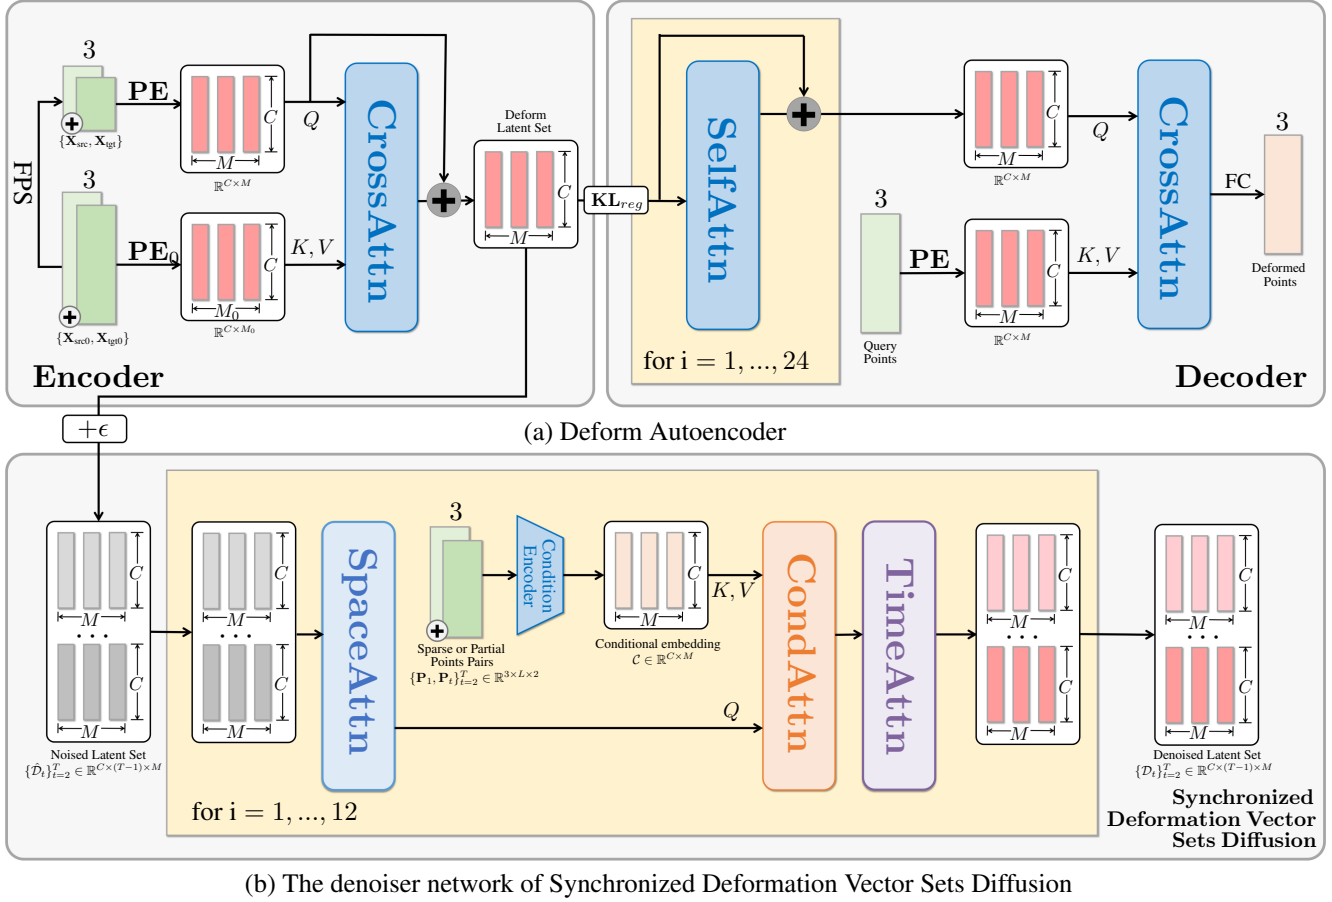 3
PE
{X_src, X_tgt}
M
C
ℝ^{C×M}
Q
FPS
3
PE_0
{X_src0, X_tgt0}
M_0
C
ℝ^{C×M_0}
K, V
CrossAttn
Deform
Latent Set
M
C
Encoder
KL_reg
SelfAttn
for i = 1, ..., 24
M
C
ℝ^{C×M}
Q
3
Query
Points
PE
M
C
ℝ^{C×M}
K, V
CrossAttn
FC
3
Deformed
Points
Decoder
+ϵ
(a) Deform Autoencoder
C
M
· · ·
C
M
Noised Latent Set
{\hat{𝒟}_t}_{t=2}^T ∈ ℝ^{C×(T−1)×M}
C
M
· · ·
C
M
SpaceAttn
3
Sparse or Partial
Points Pairs
{P_1, P_t}_{t=2}^T ∈ ℝ^{3×L×2}
Condition
Encoder
C
M
Conditional embedding
𝒞 ∈ ℝ^{C×M}
K, V
Q
CondAttn
TimeAttn
C
M
· · ·
C
M
for i = 1, ..., 12
C
M
· · ·
C
M
Denoised Latent Set
{𝒟_t}_{t=2}^T ∈ ℝ^{C×(T−1)×M}
Synchronized
Deformation Vector
Sets Diffusion
(b) The denoiser network of Synchronized Deformation Vector Sets Diffusion